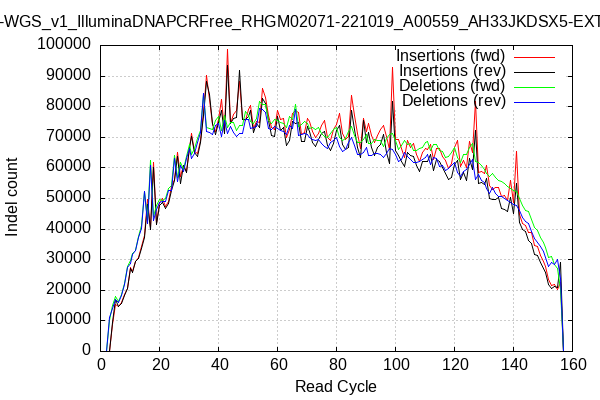 -WGS_v1_IlluminaDNAPCRFree_RHGM02071-221019_A00559_AH33JKDSX5-EXT
Indel count
100000
90000
80000
70000
60000
50000
40000
30000
20000
10000
0
Insertions (fwd)
Insertions (rev)
Deletions (fwd)
Deletions (rev)
0 20 40 60 80 100 120 140 160
Read Cycle